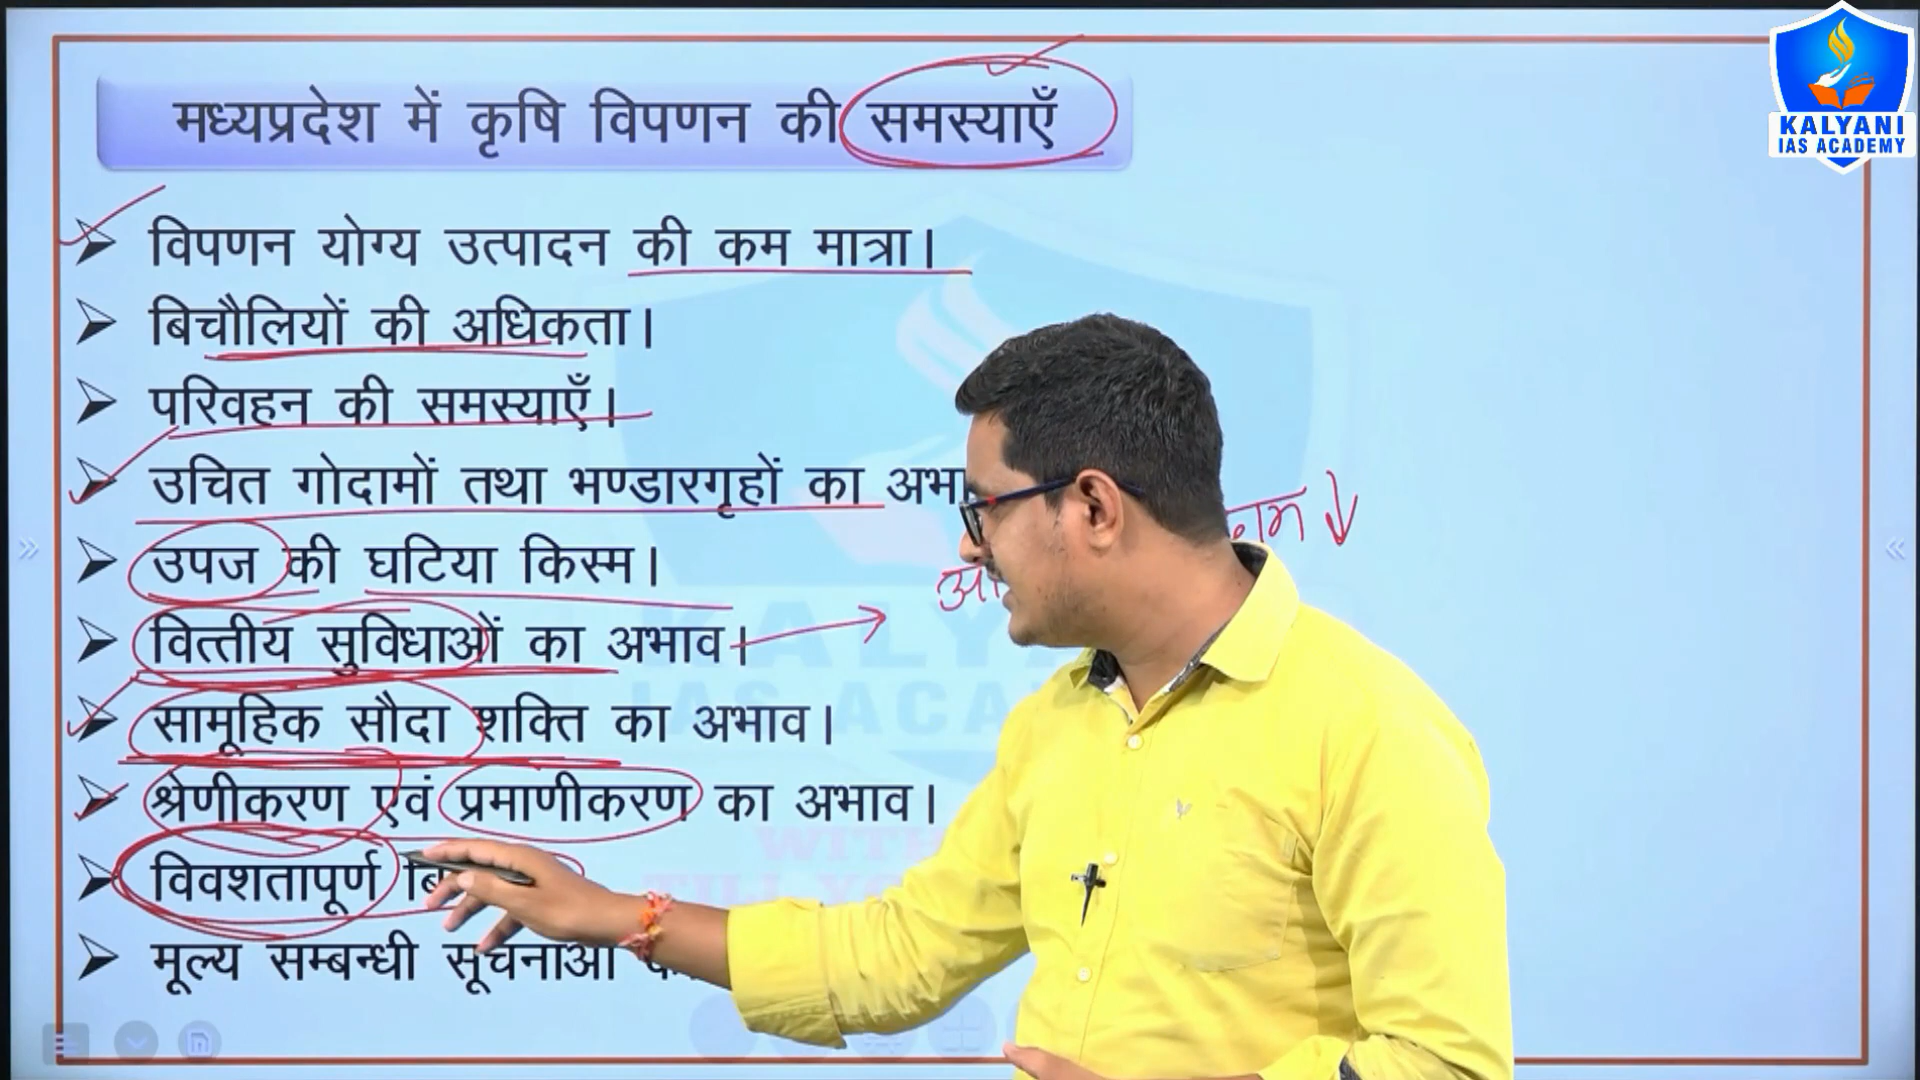 KALYANI
IAS ACADEMY
मध्यप्रदेश में कृषि विपणन की समस्याएँ
विपणन योग्य उत्पादन की कम मात्रा।
बिचौलियों की अधिकता।
परिवहन की समस्याएँ।
उचित गोदामों तथा भण्डारगृहों का
उपज की घटिया किस्म।
वित्तीय सुविधाओं का अभाव।
सामूहिक सौदा शक्ति का अभाव।
श्रेणीकरण एवं प्रमाणीकरण का अभाव।
विवशतापूर्ण
मूल्य सम्बन्धी सूचनाओं